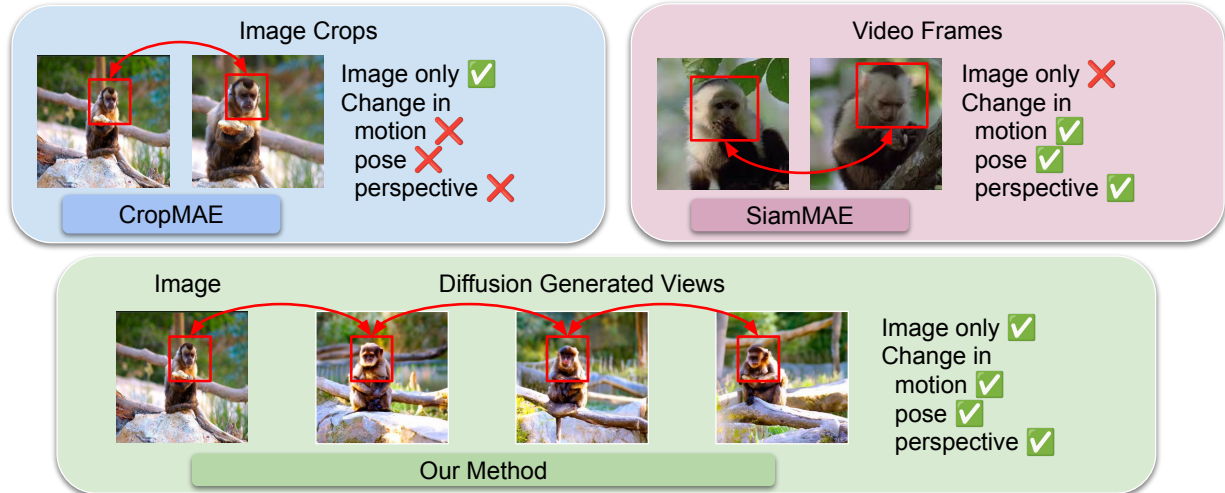 Image Crops
Image only ✅
Change in
motion ❌
pose ❌
perspective ❌
CropMAE
Video Frames
Image only ❌
Change in
motion ✅
pose ✅
perspective ✅
SiamMAE
Image
Diffusion Generated Views
Image only ✅
Change in
motion ✅
pose ✅
perspective ✅
Our Method